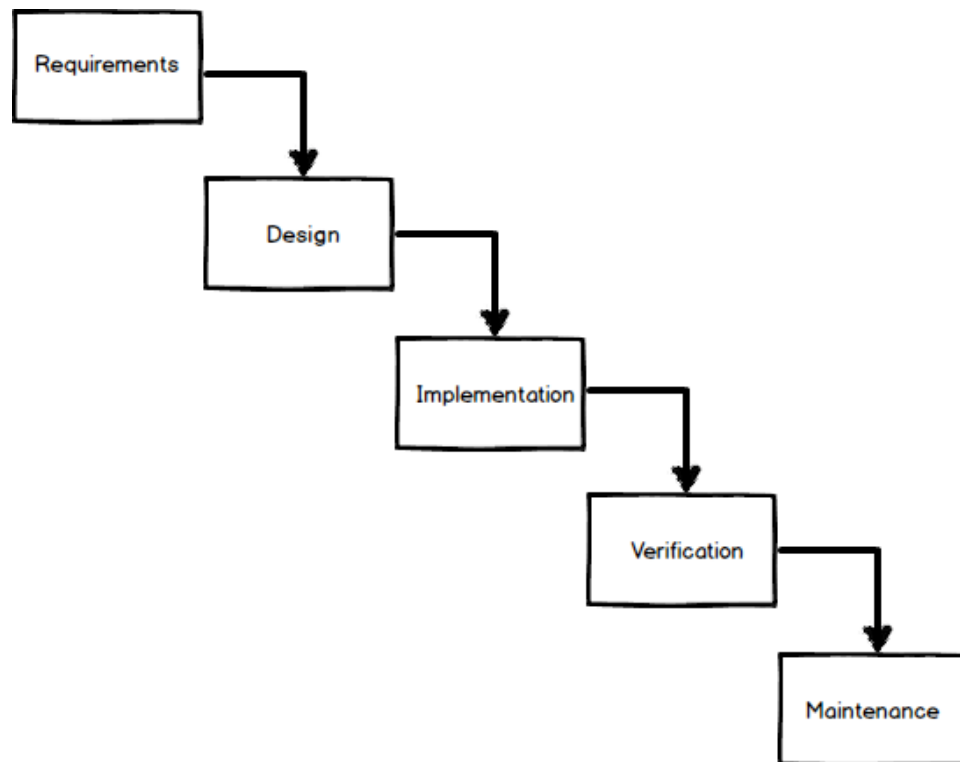 Requirements
Design
Implementation
Verification
Maintenance